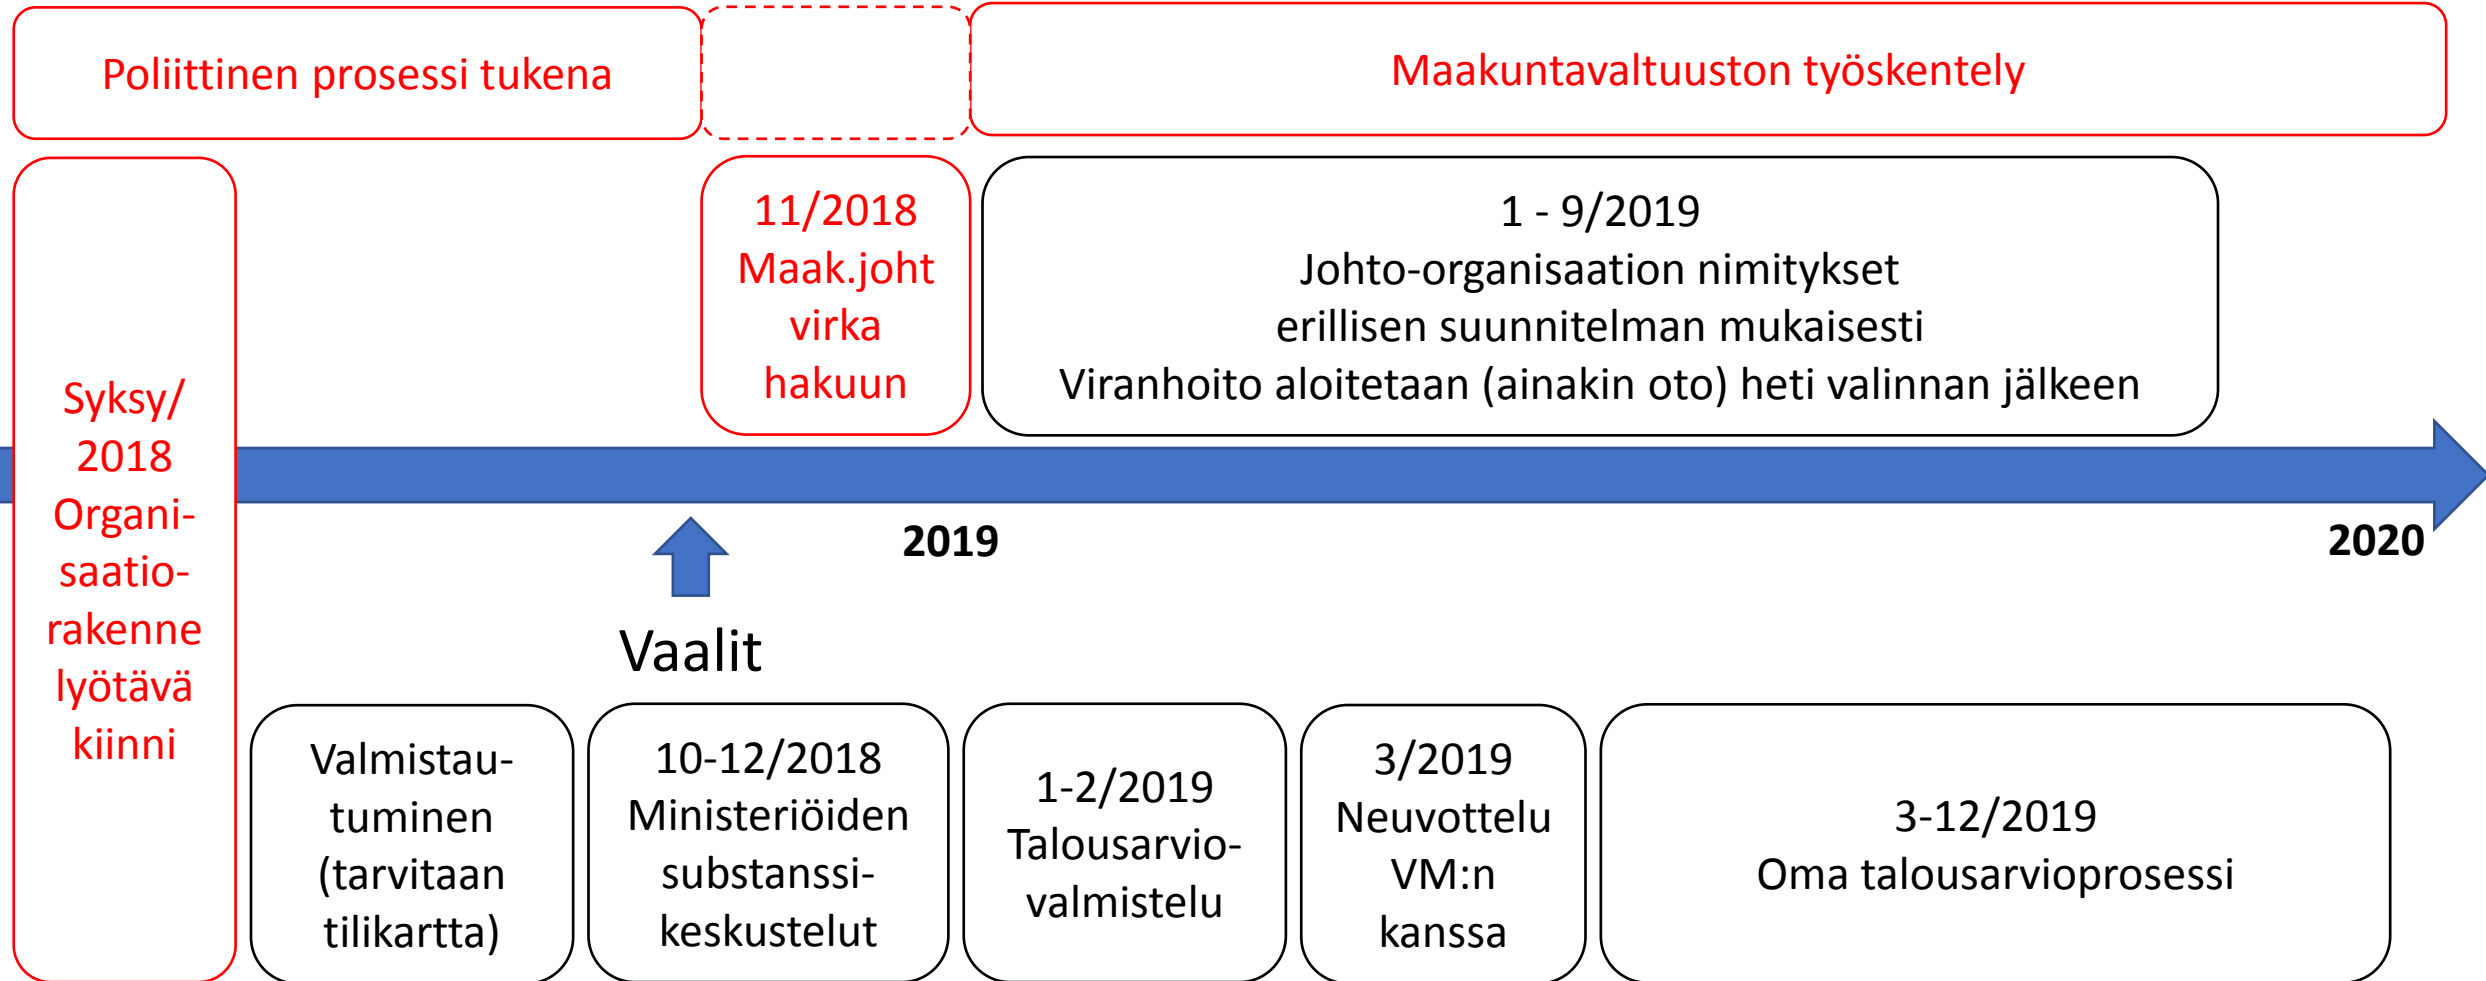 Poliittinen prosessi tukena
Maakuntavaltuuston työskentely
Syksy/
2018
Organi-
saatio-
rakenne
lyötävä
kiinni
11/2018
Maak.joht
virka
hakuun
1 - 9/2019
Johto-organisaation nimitykset
erillisen suunnitelman mukaisesti
Viranhoito aloitetaan (ainakin oto) heti valinnan jälkeen
2019
2020
Vaalit
Valmistau-
tuminen
(tarvitaan
tilikartta)
10-12/2018
Ministeriöiden
substanssi-
keskustelut
1-2/2019
Talousarvio-
valmistelu
3/2019
Neuvottelu
VM:n
kanssa
3-12/2019
Oma talousarvioprosessi